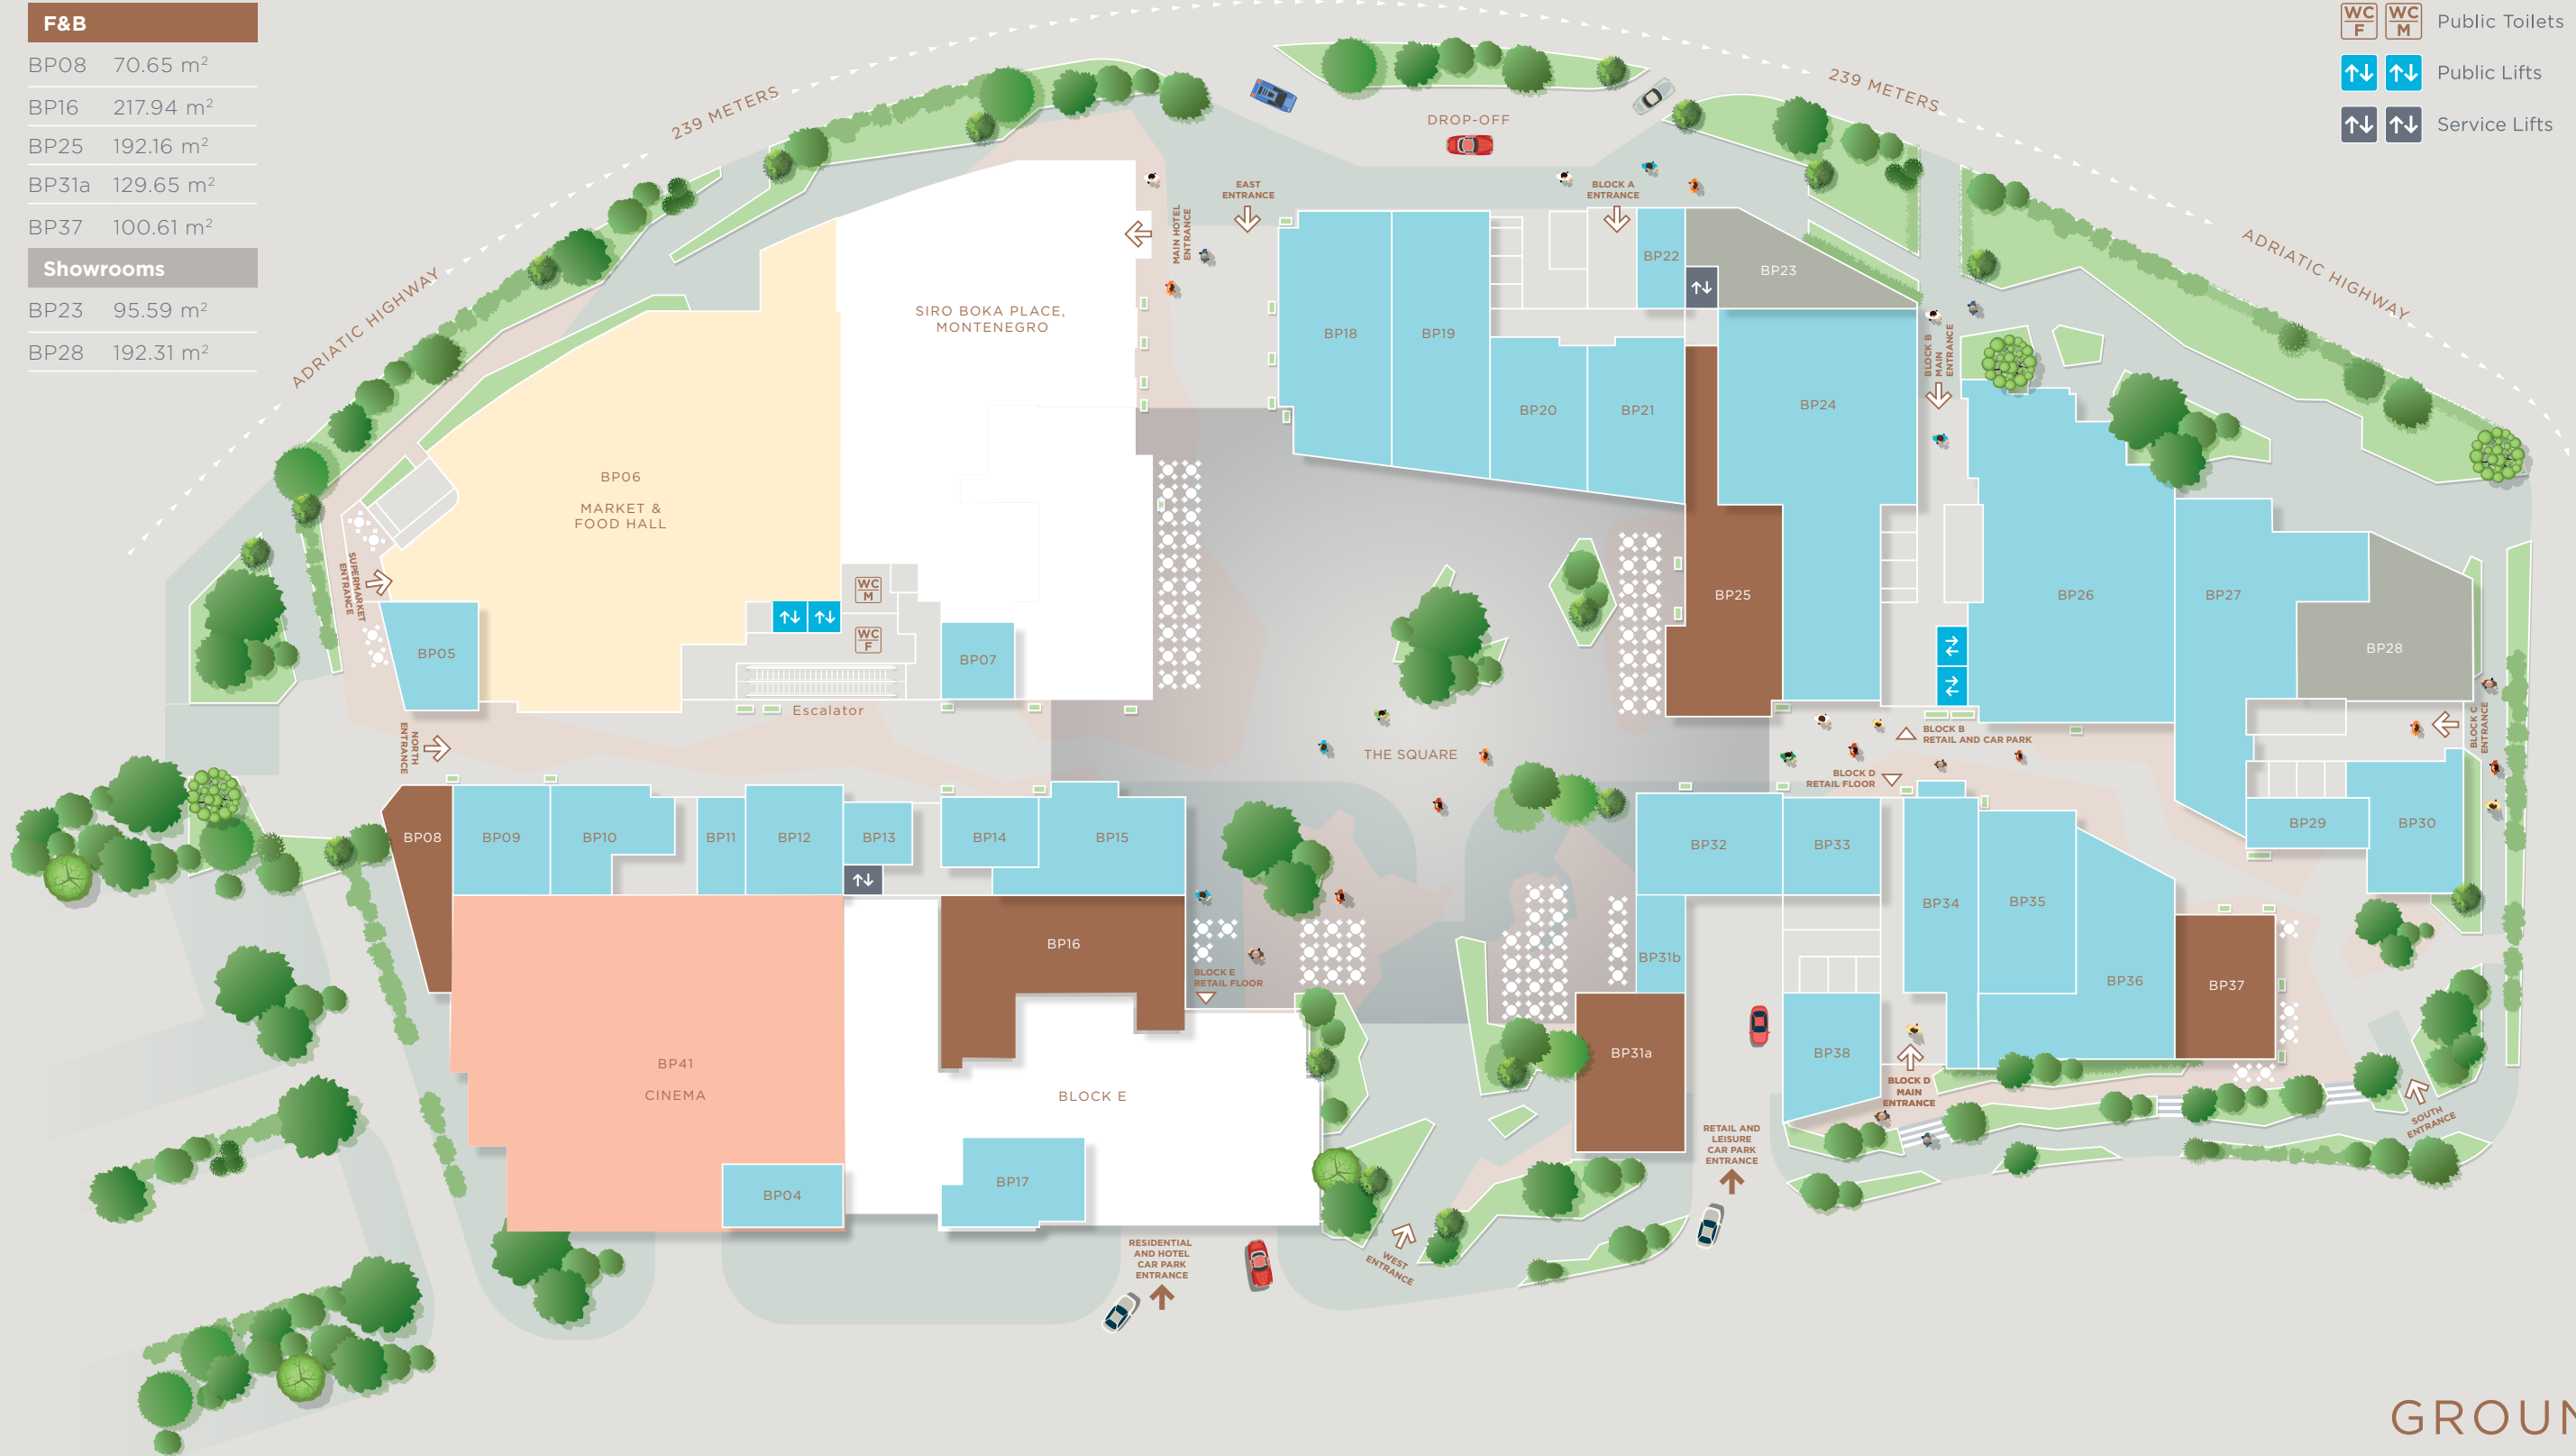 F&B
BP08 70.65 m²
BP16 217.94 m²
BP25 192.16 m²
BP31a 129.65 m²
BP37 100.61 m²
Showrooms
BP23 95.59 m²
BP28 192.31 m²
WC F WC M Public Toilets
Public Lifts
Service Lifts
239 METERS
239 METERS
ADRIATIC HIGHWAY
ADRIATIC HIGHWAY
DROP-OFF
EAST
ENTRANCE
BLOCK A
ENTRANCE
MAIN HOTEL
ENTRANCE
SIRO BOKA PLACE,
MONTENEGRO
BP22
BP23
BP18
BP19
BP20
BP21
BP24
BLOCK B
MAIN
ENTRANCE
BP06
MARKET &
FOOD HALL
SUPERMARKET
ENTRANCE
WC
M
WC
F
BP05
BP07
Escalator
BP25
BP26
BP27
BP28
NORTH
ENTRANCE
THE SQUARE
BLOCK B
RETAIL AND CAR PARK
BLOCK D
RETAIL FLOOR
BLOCK C
ENTRANCE
BP08
BP09
BP10
BP11
BP12
BP13
BP14
BP15
BP32
BP33
BP29
BP30
BP34
BP35
BP16
BP31b
BLOCK E
RETAIL FLOOR
BP36
BP37
BP41
CINEMA
BLOCK E
BP31a
BP38
BLOCK D
MAIN
ENTRANCE
SOUTH
ENTRANCE
RETAIL AND
LEISURE
CAR PARK
ENTRANCE
BP04
BP17
WEST
ENTRANCE
RESIDENTIAL
AND HOTEL
CAR PARK
ENTRANCE
GROUN